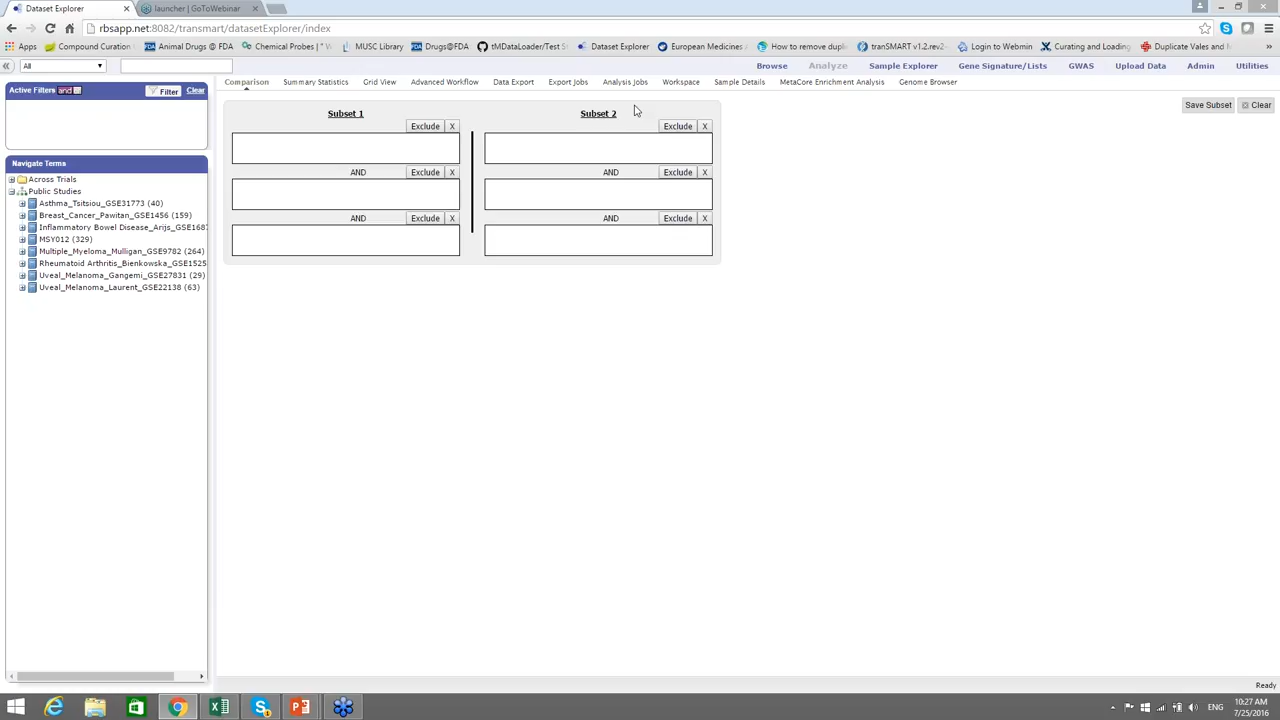 Dataset Explorer
launcher | GoToWebinar
rbsapp.net:8082/transmart/datasetExplorer/index
Apps Compound Curation Animal Drugs @ FDA Chemical Probes | MUSC Library Drugs@FDA tMDataLoader/Test S Dataset Explorer European Medicines How to remove dupl tranSMART v1.2.rev2 Login to Webmin Curating and Loading Duplicate Vales and M »
All
Browse Analyze Sample Explorer Gene Signature/Lists GWAS Upload Data Admin Utilities
Comparison Summary Statistics Grid View Advanced Workflow Data Export Export Jobs Analysis Jobs Workspace Sample Details MetaCore Enrichment Analysis Genome Browser
Active Filters and Filter Clear
Save Subset Clear
Subset 1 Subset 2
Exclude X Exclude X
AND Exclude X AND Exclude X
AND Exclude X AND Exclude X
Navigate Terms
Across Trials
Public Studies
Asthma_Tsitsiou_GSE31773 (40)
Breast_Cancer_Pawitan_GSE1456 (159)
Inflammatory Bowel Disease_Arijs_GSE1687
MSY012 (329)
Multiple_Myeloma_Mulligan_GSE9782 (264)
Rheumatoid Arthritis_Bienkowska_GSE1525
Uveal_Melanoma_Gangemi_GSE27831 (29)
Uveal_Melanoma_Laurent_GSE22138 (63)
Ready
ENG
10:27 AM
7/25/2016